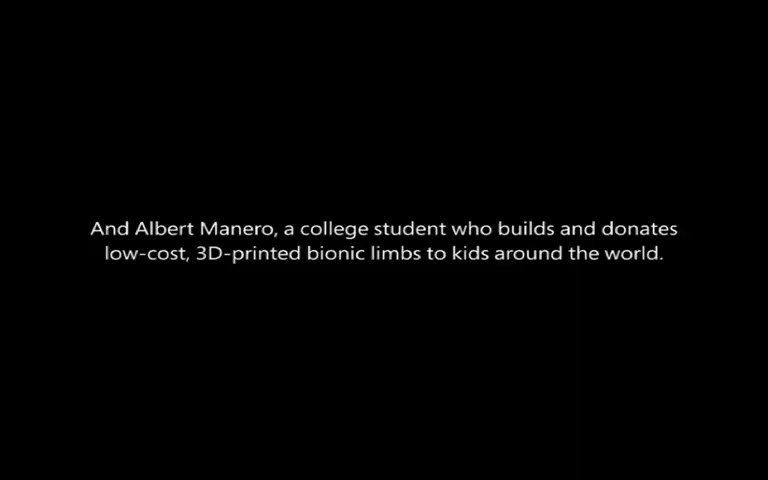 And Albert Manero, a college student who builds and donates
low-cost, 3D-printed bionic limbs to kids around the world.